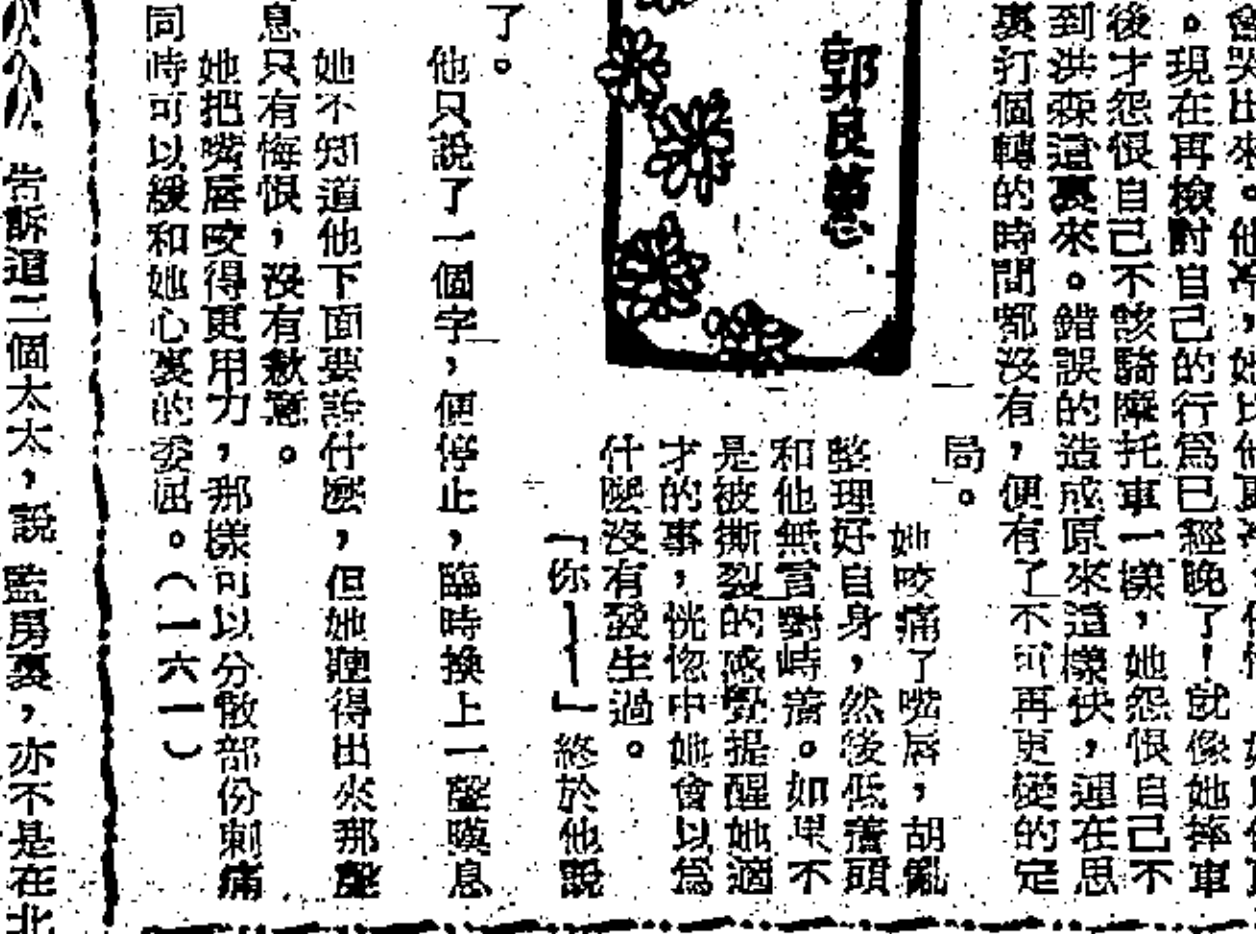 會哭出來。他
。現在再檢討自己的行爲已經晚了！就像她摔車
後才怨恨自己不該騎摩托車一樣，她怨恨自己不
到洪森這裏來。錯誤的造成原來這樣快，連在思
裏打個轉的時間都沒有，便有了不可再更變的定
局。
郭良蕙
她咬痛了嘴唇，胡亂
整理好自身，然後低着頭
和他無言對峙着。如果不
是被撕裂的感覺提醒她適
才的事，恍惚中她會以爲
什麽沒有發生過。
「你——」終於他說
了。
他只說了一個字，便停止，臨時換上一聲嘆息
她不知道他下面要說什麽，但她聽得出來那聲
息只有悔恨，沒有歉意。
她把嘴唇咬得更用力，那樣可以分散部份刺痛
同時可以緩和她心裏的委屈。（一六一）
告訴這二個太太，說 監房裏，亦不是在北